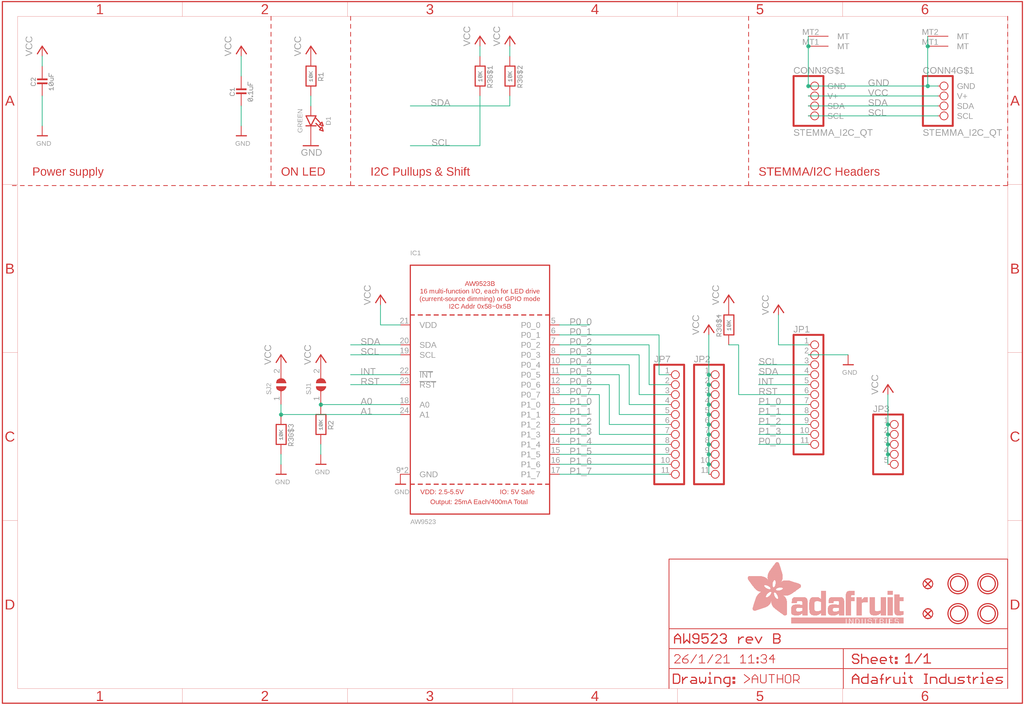 1 2 3 4 5 6
A A
B B
C C
D D
VCC
C2
10uF
GND
VCC
C1
0.1uF
GND
Power supply
VCC
R1
10K
GREEN
D1
GND
ON LED
VCC
VCC
10K
R36$1
10K
R36$2
SDA
SCL
I2C Pullups & Shift
MT2
MT1
MT
MT
CONN3G$1
GND
V+
SDA
SCL
STEMMA_I2C_QT
GND
VCC
SDA
SCL
MT2
MT1
MT
MT
CONN4G$1
GND
V+
SDA
SCL
STEMMA_I2C_QT
STEMMA/I2C Headers
IC1
AW9523B
16 multi-function I/O, each for LED drive
(current-source dimming) or GPIO mode
I2C Addr 0x58~0x5B
VCC
21 VDD
SDA 20 SDA
SCL 19 SCL
INT 22 INT
RST 23 RST
A0 18 A0
A1 24 A1
9*2 GND
GND
P0_0 5 P0_0
P0_1 6 P0_1
P0_2 7 P0_2
P0_3 8 P0_3
P0_4 10 P0_4
P0_5 11 P0_5
P0_6 12 P0_6
P0_7 13 P0_7
P1_0 1 P1_0
P1_1 2 P1_1
P1_2 3 P1_2
P1_3 4 P1_3
P1_4 14 P1_4
P1_5 15 P1_5
P1_6 16 P1_6
P1_7 17 P1_7
VDD: 2.5-5.5V IO: 5V Safe
Output: 25mA Each/400mA Total
AW9523
VCC
2
SJ2
1
10K
R36$3
GND
VCC
2
SJ1
1
10K
R2
GND
JP7
1
2
3
4
5
6
7
8
9
10
11
VCC
JP2
1
2
3
4
5
6
7
8
9
10
11
VCC
10K
R36$4
VCC
JP1
1
2
SCL 3
SDA 4
INT 5
RST 6
P1_0 7
P1_1 8
P1_2 9
P1_3 10
P0_0 11
GND
VCC
JP3
adafruit
INDUSTRIES
AW9523 rev B
26/1/21 11:34
Sheet: 1/1
Drawing: >AUTHOR
Adafruit Industries
1 2 3 4 5 6